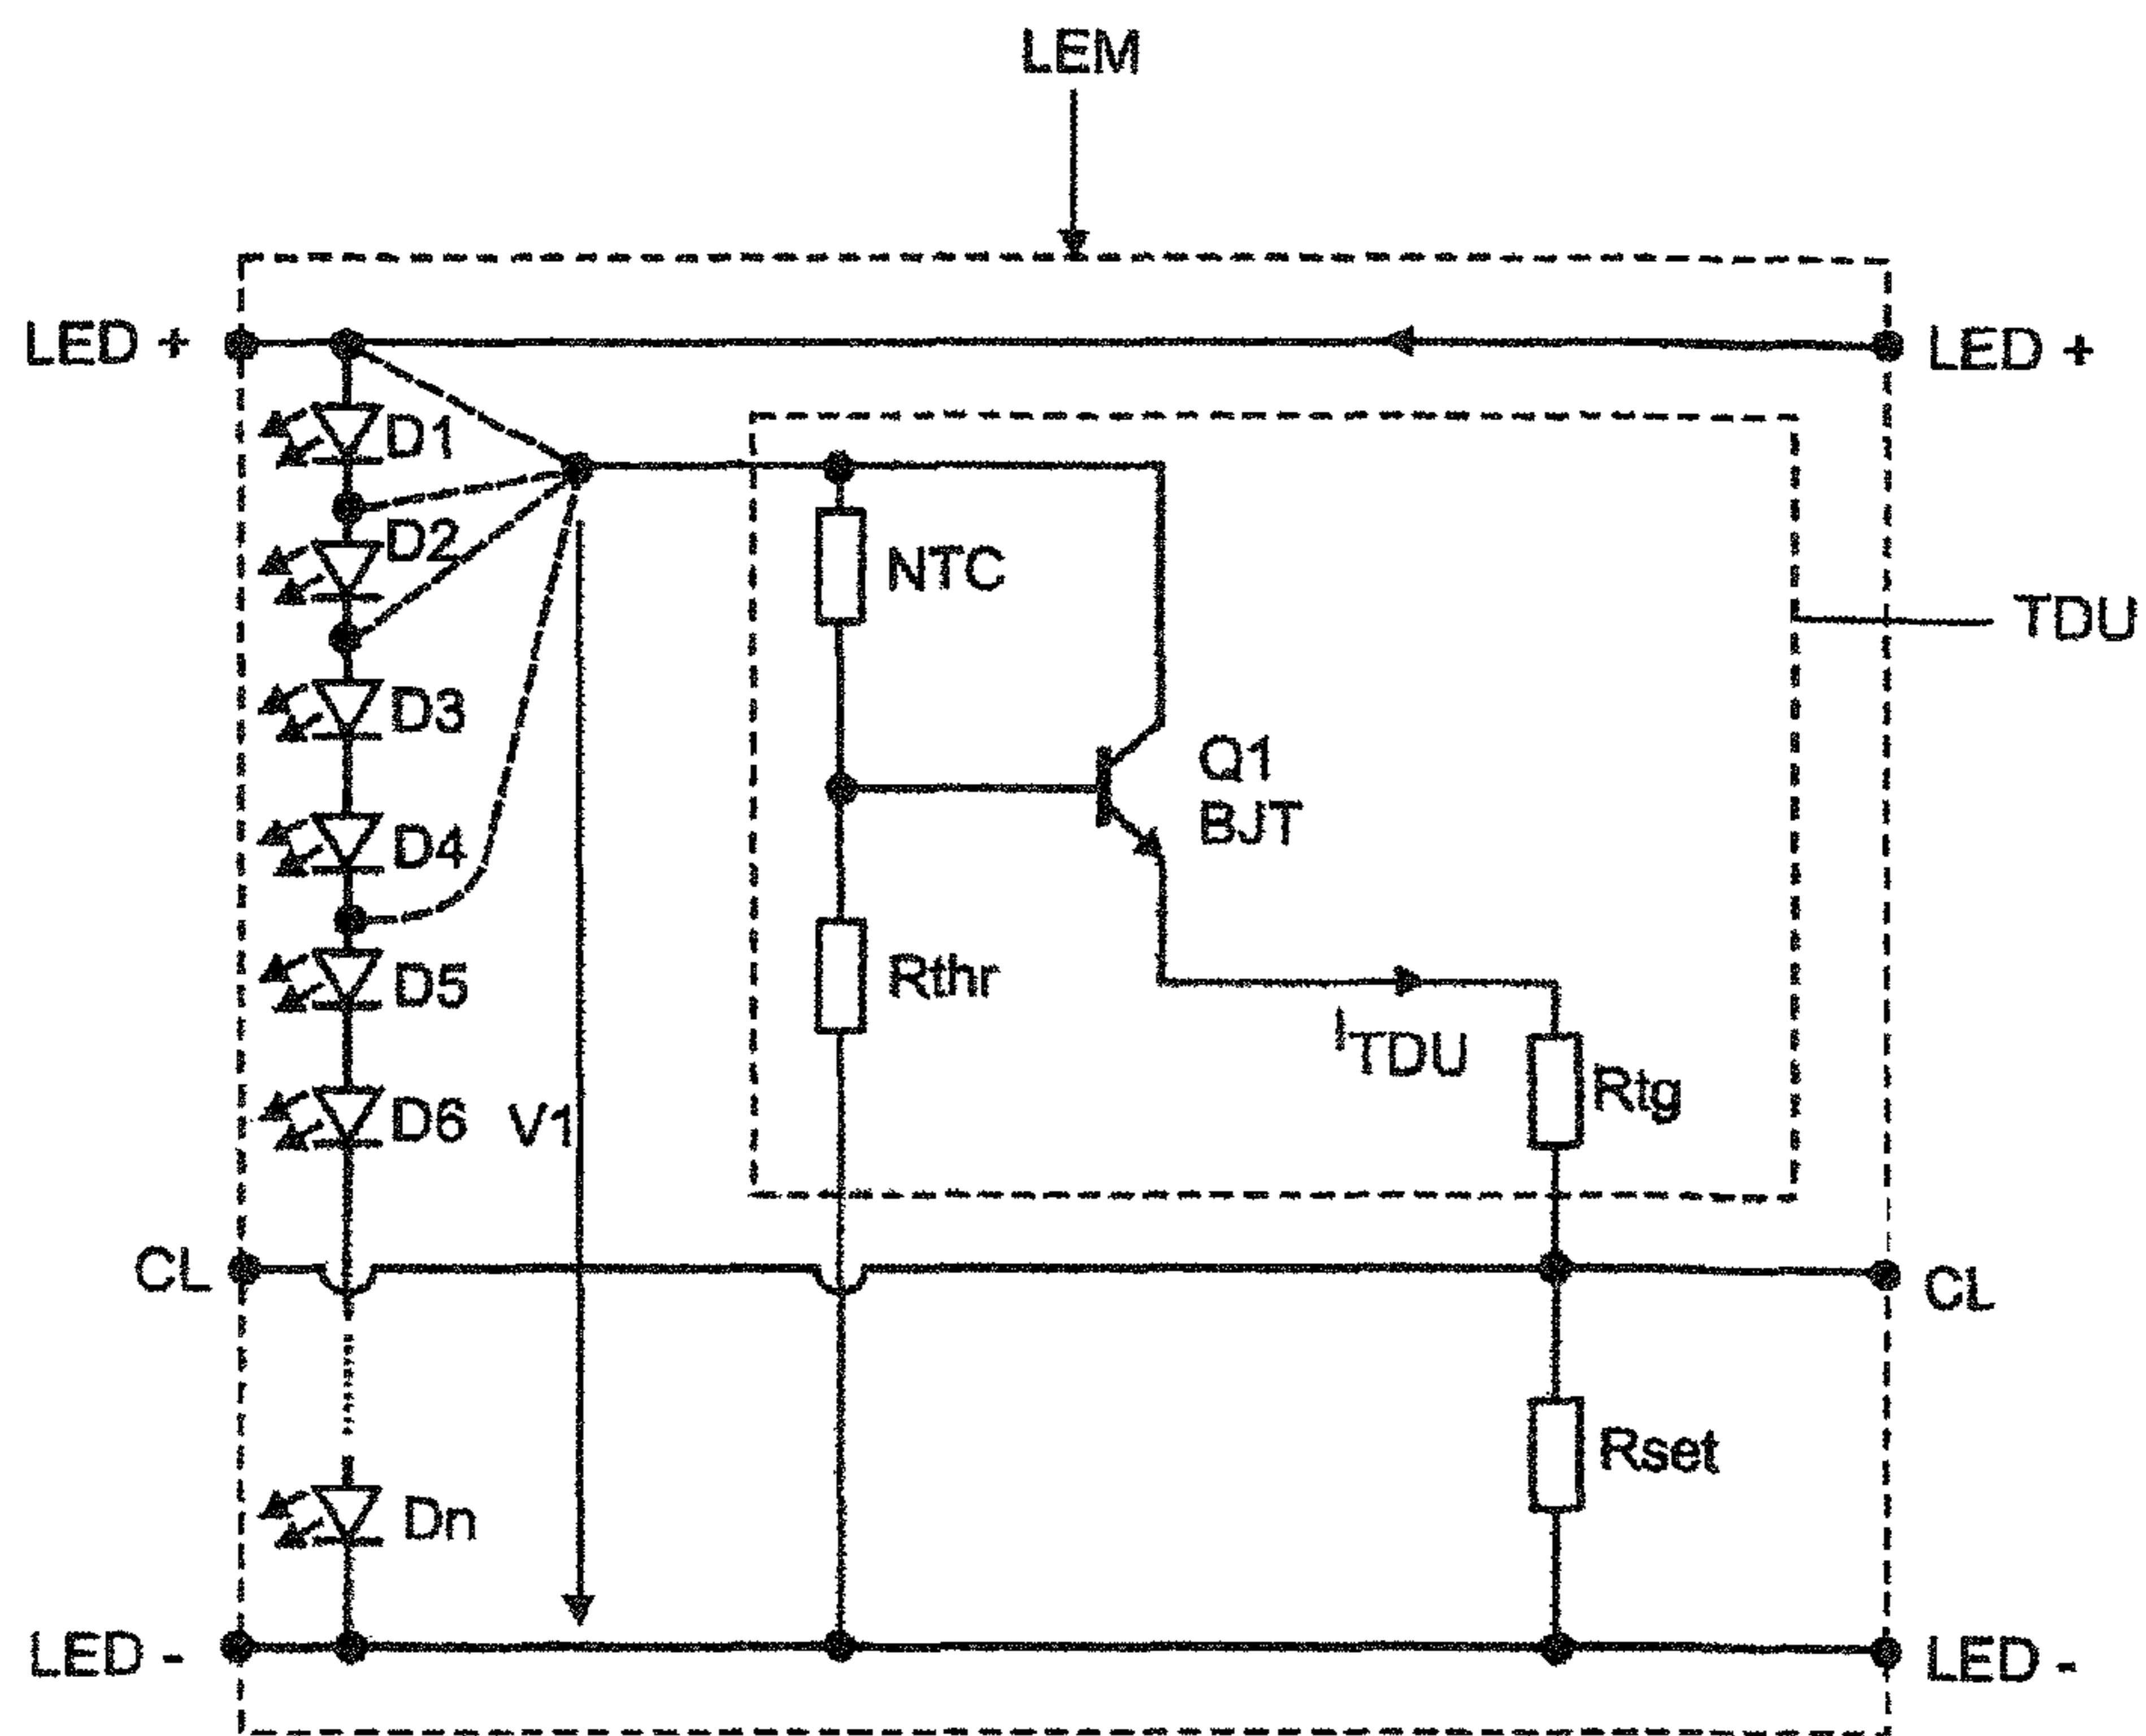 LEM
LED +
LED +
D1
D2
NTC
TDU
D3
Q1
BJT
D4
Rthr
D5
ITDU
Rtg
D6
V1
CL
CL
Rset
Dn
LED -
LED -